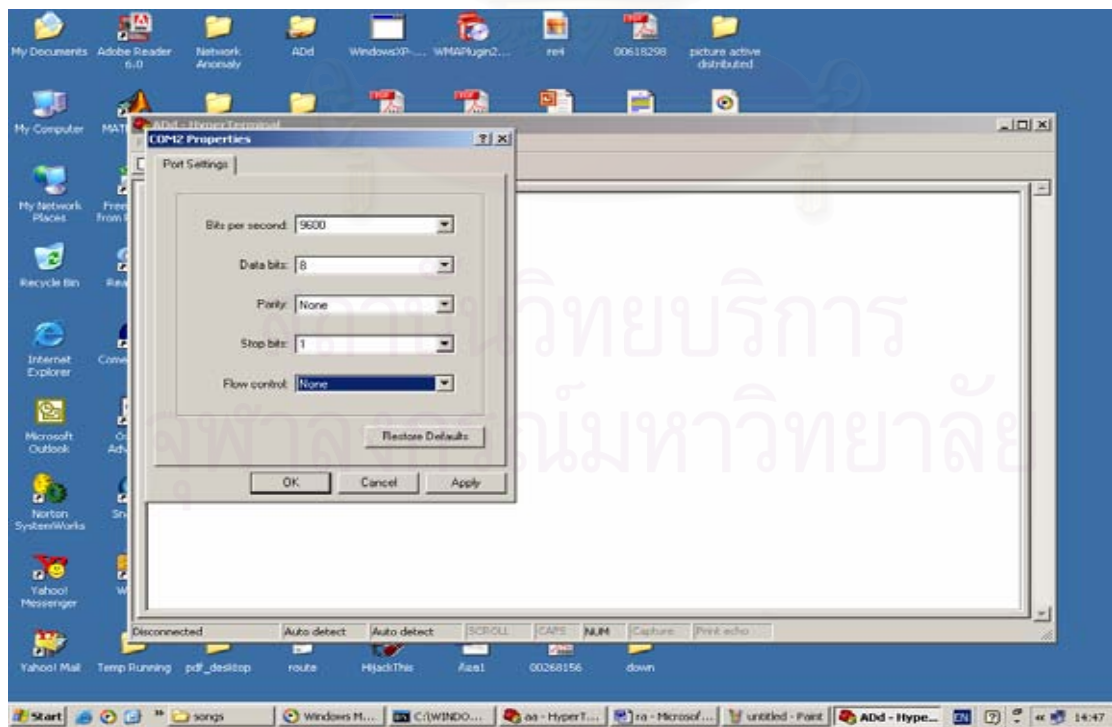 My Documents
Adobe Reader 6.0
Network Anomaly
ADd
WindowsXP-...
WMAPlugin2...
re4
00618298
picture active distributed
My Computer
ADd - HyperTerminal
COM2 Properties
Port Settings
My Network Places
Bits per second: 9600
Data bits: 8
Recycle Bin
Parity: None
Stop bits: 1
Internet Explorer
Flow control: None
Microsoft Outlook
Restore Defaults
OK Cancel Apply
Norton SystemWorks
Yahoo! Messenger
สถาบันวิทยบริการ
จุฬาลงกรณ์มหาวิทยาลัย
Disconnected Auto detect Auto detect SCROLL CAPS NUM Capture Print echo
Yahoo! Mail
Temp Running
pdf_desktop
route
HijackThis
00268156
down
Start songs Windows M... C:\WINDO... aa - HyperT... ra - Microsof... untitled - Paint ADd - Hype... EN 14:47